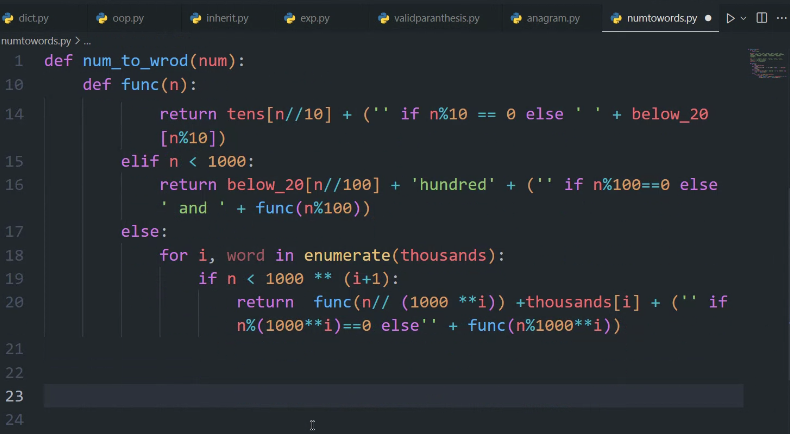 dict.py oop.py inherit.py exp.py validparanthesis.py anagram.py numtowords.py
numtowords.py > ...
1 def num_to_wrod(num):
10 def func(n):
14 return tens[n//10] + ('' if n%10 == 0 else ' ' + below_20
[n%10])
15 elif n < 1000:
16 return below_20[n//100] + 'hundred' + ('' if n%100==0 else
' and ' + func(n%100))
17 else:
18 for i, word in enumerate(thousands):
19 if n < 1000 ** (i+1):
20 return  func(n// (1000 **i)) +thousands[i] + ('' if
n%(1000**i)==0 else'' + func(n%1000**i))
21
22
23
24